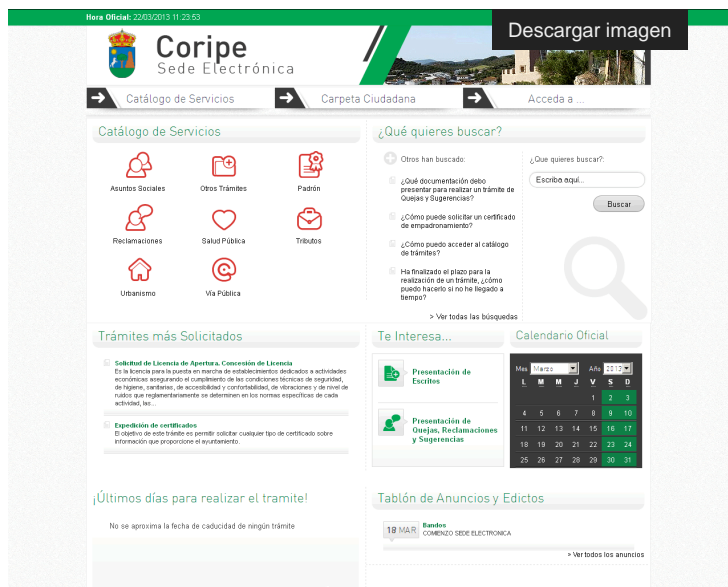 Hora Oficial: 22/03/2013 11:23:53
Descargar imagen
Coripe
Sede Electrónica
Catálogo de Servicios
Carpeta Ciudadana
Acceda a ...
Catálogo de Servicios
Asuntos Sociales
Otros Trámites
Padrón
Reclamaciones
Salud Pública
Tributos
Urbanismo
Vía Pública
¿Qué quieres buscar?
Otros han buscado:
¿Qué documentación debo
presentar para realizar un trámite de
Quejas y Sugerencias?
¿Cómo puede solicitar un certificado
de empadronamiento?
¿Cómo puedo acceder al catálogo
de trámites?
Ha finalizado el plazo para la
realización de un trámite, ¿cómo
puedo hacerlo si no he llegado a
tiempo?
» Ver todas las búsquedas
¿Que quieres buscar?:
Escriba aquí...
Buscar
Trámites más Solicitados
Solicitud de Licencia de Apertura. Concesión de Licencia
Es la licencia para la puesta en marcha de establecimientos dedicados a actividades
económicas asegurando el cumplimiento de las condiciones técnicas de seguridad,
de higiene, sanitarias, de accesibilidad y confortabilidad, de vibraciones y de nivel de
ruidos que reglamentariamente se determinen en los normas específicas de cada
actividad, las...
Expedición de certificados
El objetivo de este trámite es permitir solicitar cualquier tipo de certificado sobre
información que proporcione el ayuntamiento.
Te Interesa...
Presentación de
Escritos
Presentación de
Quejas, Reclamaciones
y Sugerencias
Calendario Oficial
Mes Marzo Año 2013
L M M J V S D
1 2 3
4 5 6 7 8 9 10
11 12 13 14 15 16 17
18 19 20 21 22 23 24
25 26 27 28 29 30 31
¡Últimos días para realizar el tramite!
No se aproxima la fecha de caducidad de ningún trámite
Tablón de Anuncios y Edictos
18 MAR
Bandos
COMIENZO SEDE ELECTRONICA
» Ver todos los anuncios